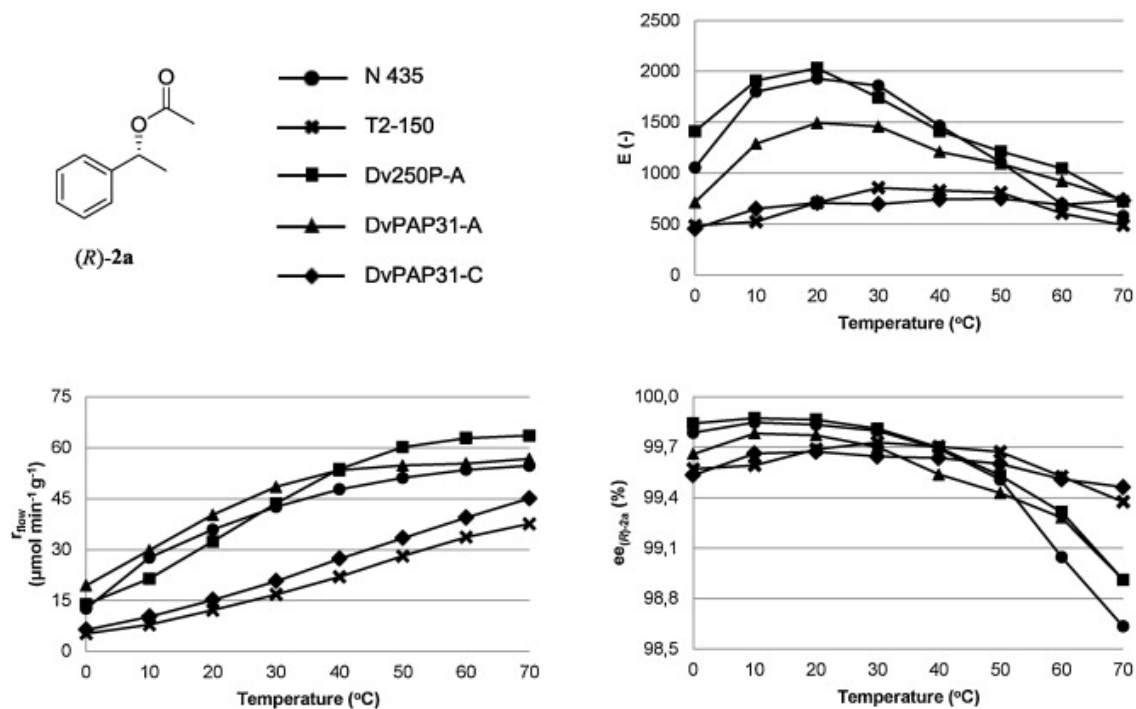 O
O
(R)-2a
N 435
T2-150
Dv250P-A
DvPAP31-A
DvPAP31-C
E (-)
2500
2000
1500
1000
500
0
0 10 20 30 40 50 60 70
Temperature (°C)
rflow
(µmol min-1 g-1)
75
60
45
30
15
0
0 10 20 30 40 50 60 70
Temperature (°C)
ee(R)-2a (%)
100,0
99,7
99,4
99,1
98,8
98,5
0 10 20 30 40 50 60 70
Temperature (°C)